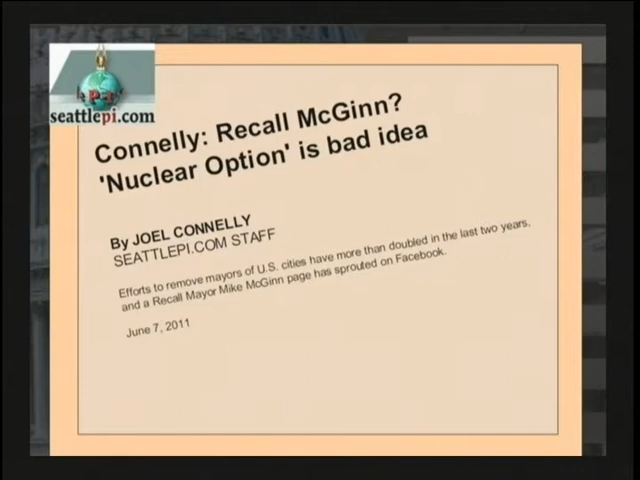 seattlepi.com
Connelly: Recall McGinn?
'Nuclear Option' is bad idea
By JOEL CONNELLY
SEATTLEPI.COM STAFF
Efforts to remove mayors of U.S. cities have more than doubled in the last two years,
and a Recall Mayor Mike McGinn page has sprouted on Facebook.
June 7, 2011